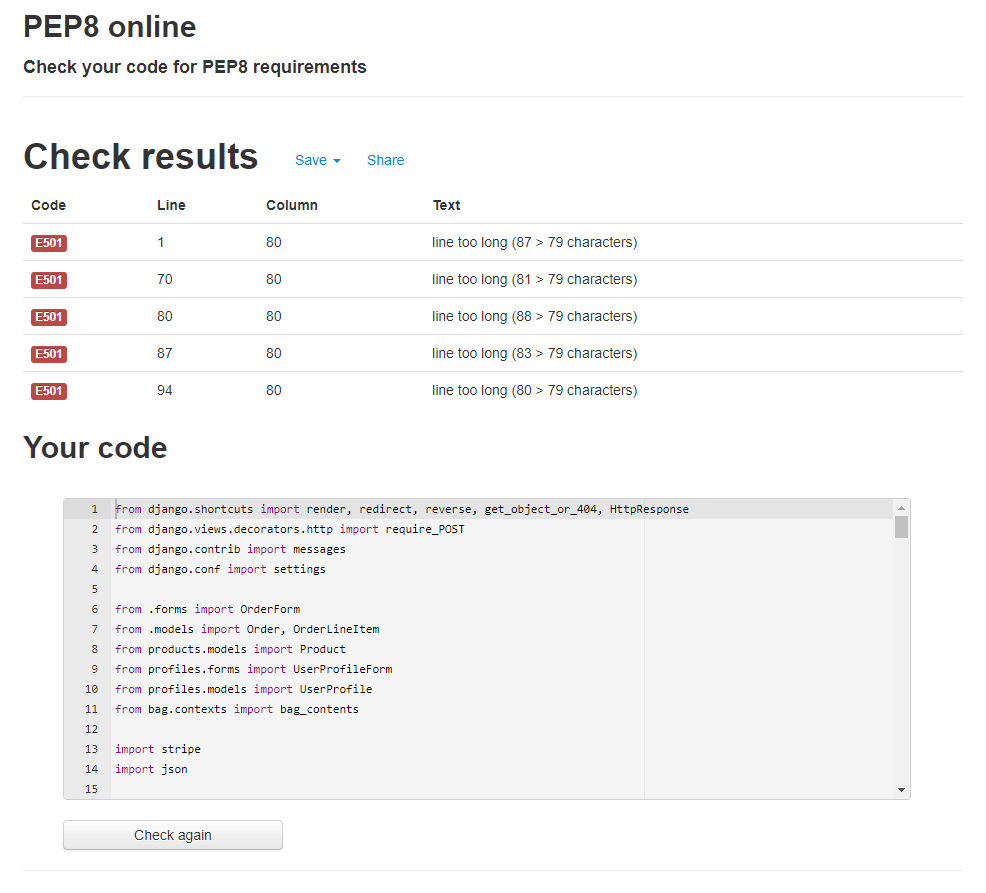 PEP8 online
Check your code for PEP8 requirements
Check results Save Share
Code Line Column Text
E501 1 80 line too long (87 > 79 characters)
E501 70 80 line too long (81 > 79 characters)
E501 80 80 line too long (88 > 79 characters)
E501 87 80 line too long (83 > 79 characters)
E501 94 80 line too long (80 > 79 characters)
Your code
1 from django.shortcuts import render, redirect, reverse, get_object_or_404, HttpResponse
2 from django.views.decorators.http import require_POST
3 from django.contrib import messages
4 from django.conf import settings
5
6 from .forms import OrderForm
7 from .models import Order, OrderLineItem
8 from products.models import Product
9 from profiles.forms import UserProfileForm
10 from profiles.models import UserProfile
11 from bag.contexts import bag_contents
12
13 import stripe
14 import json
15
Check again